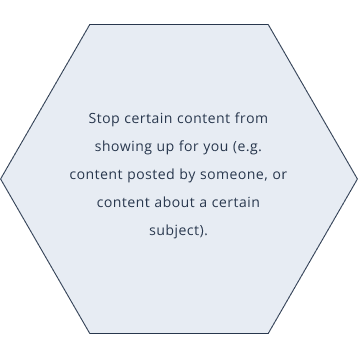 Stop certain content from
showing up for you (e.g.
content posted by someone, or
content about a certain
subject).